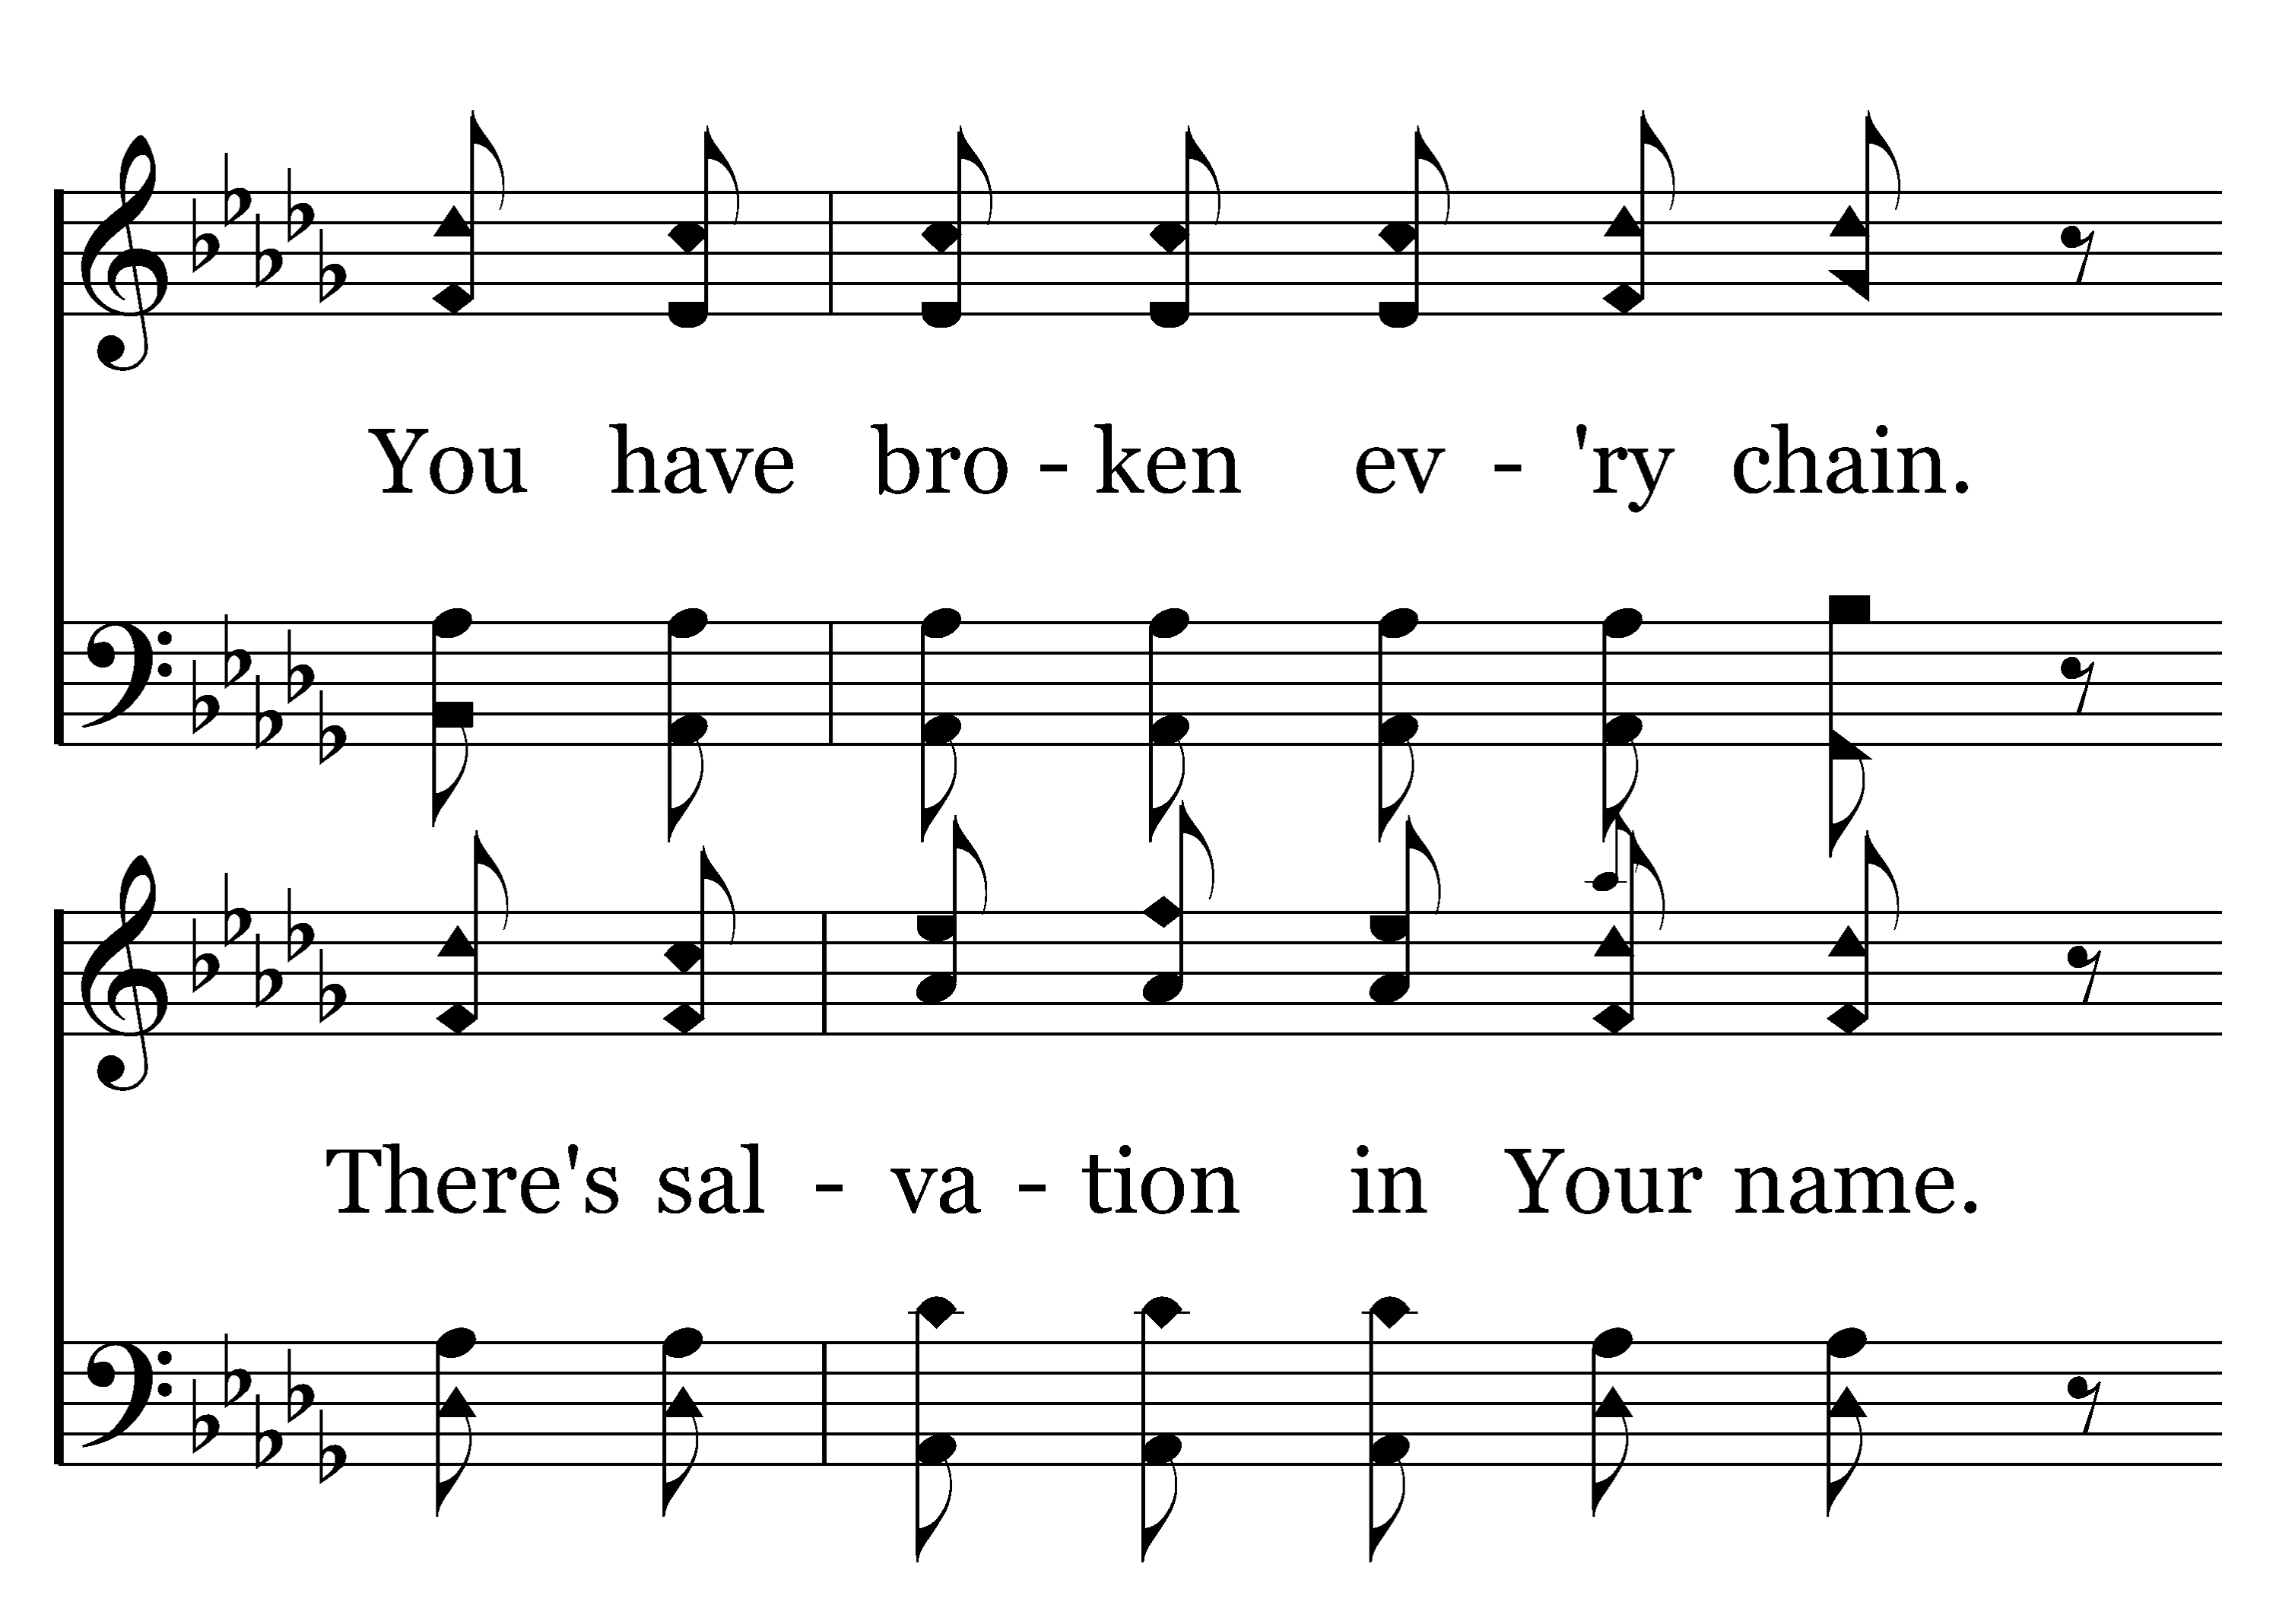 You have bro - ken ev - 'ry chain.
There's sal - va - tion in Your name.